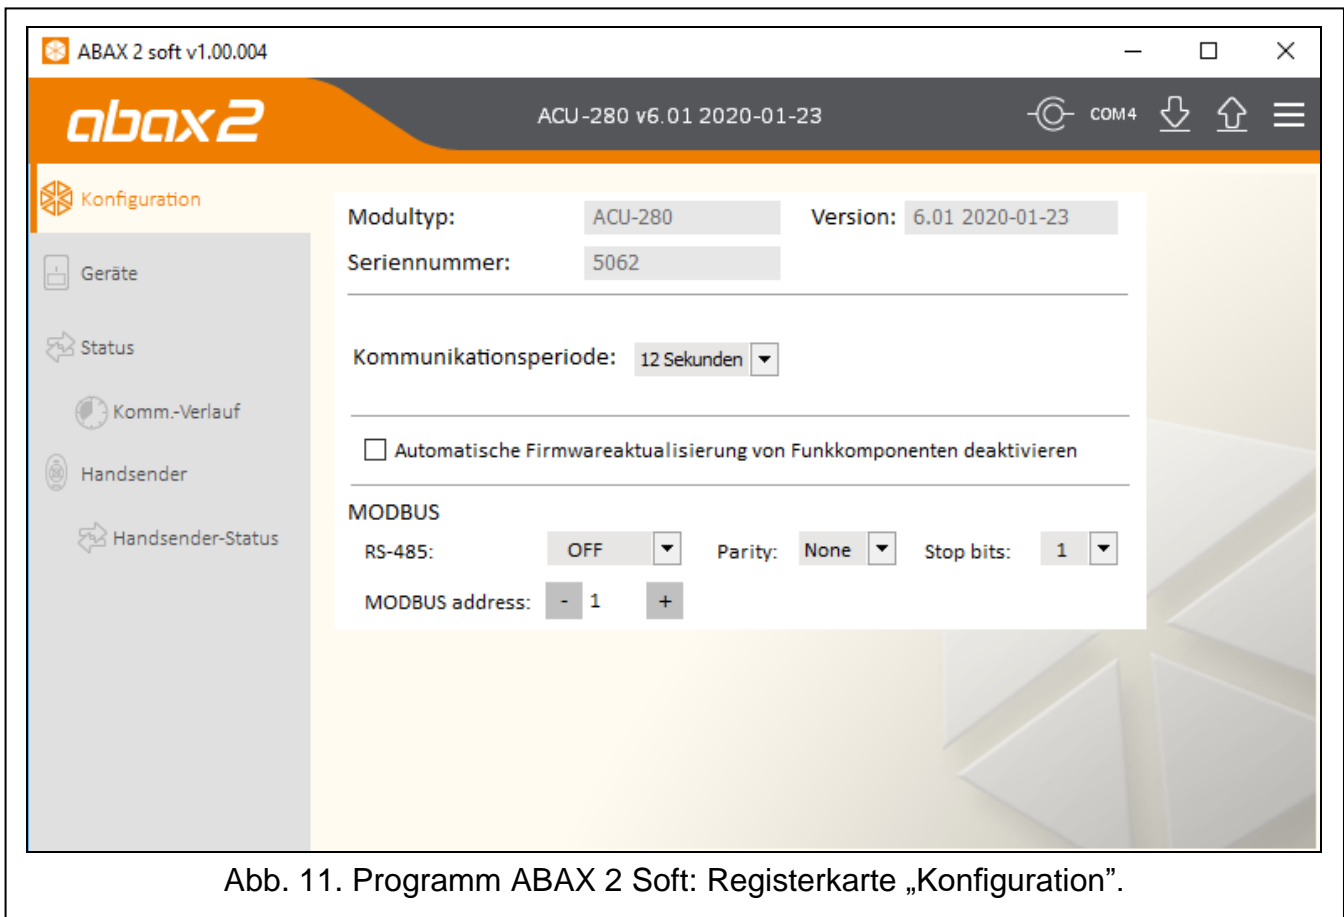 ABAX 2 soft v1.00.004
abax2
ACU-280 v6.01 2020-01-23
COM4
Konfiguration
Geräte
Status
Komm.-Verlauf
Handsender
Handsender-Status
Modultyp: ACU-280 Version: 6.01 2020-01-23
Seriennummer: 5062
Kommunikationsperiode: 12 Sekunden
Automatische Firmwareaktualisierung von Funkkomponenten deaktivieren
MODBUS
RS-485: OFF Parity: None Stop bits: 1
MODBUS address: - 1 +
Abb. 11. Programm ABAX 2 Soft: Registerkarte „Konfiguration”.